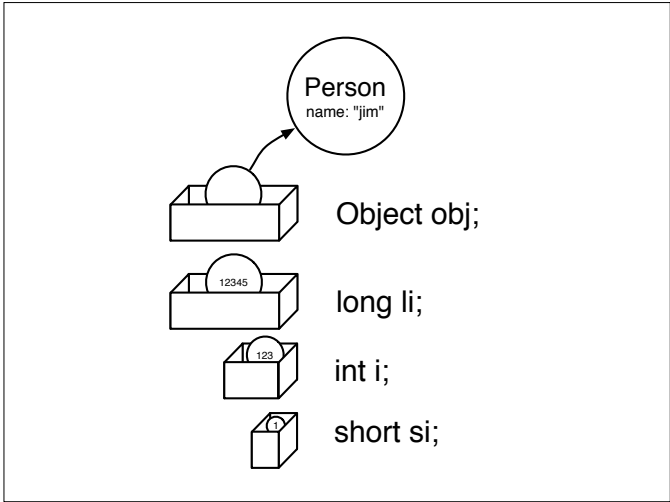 Person
name: "jim"
Object obj;
12345
long li;
123
int i;
1
short si;